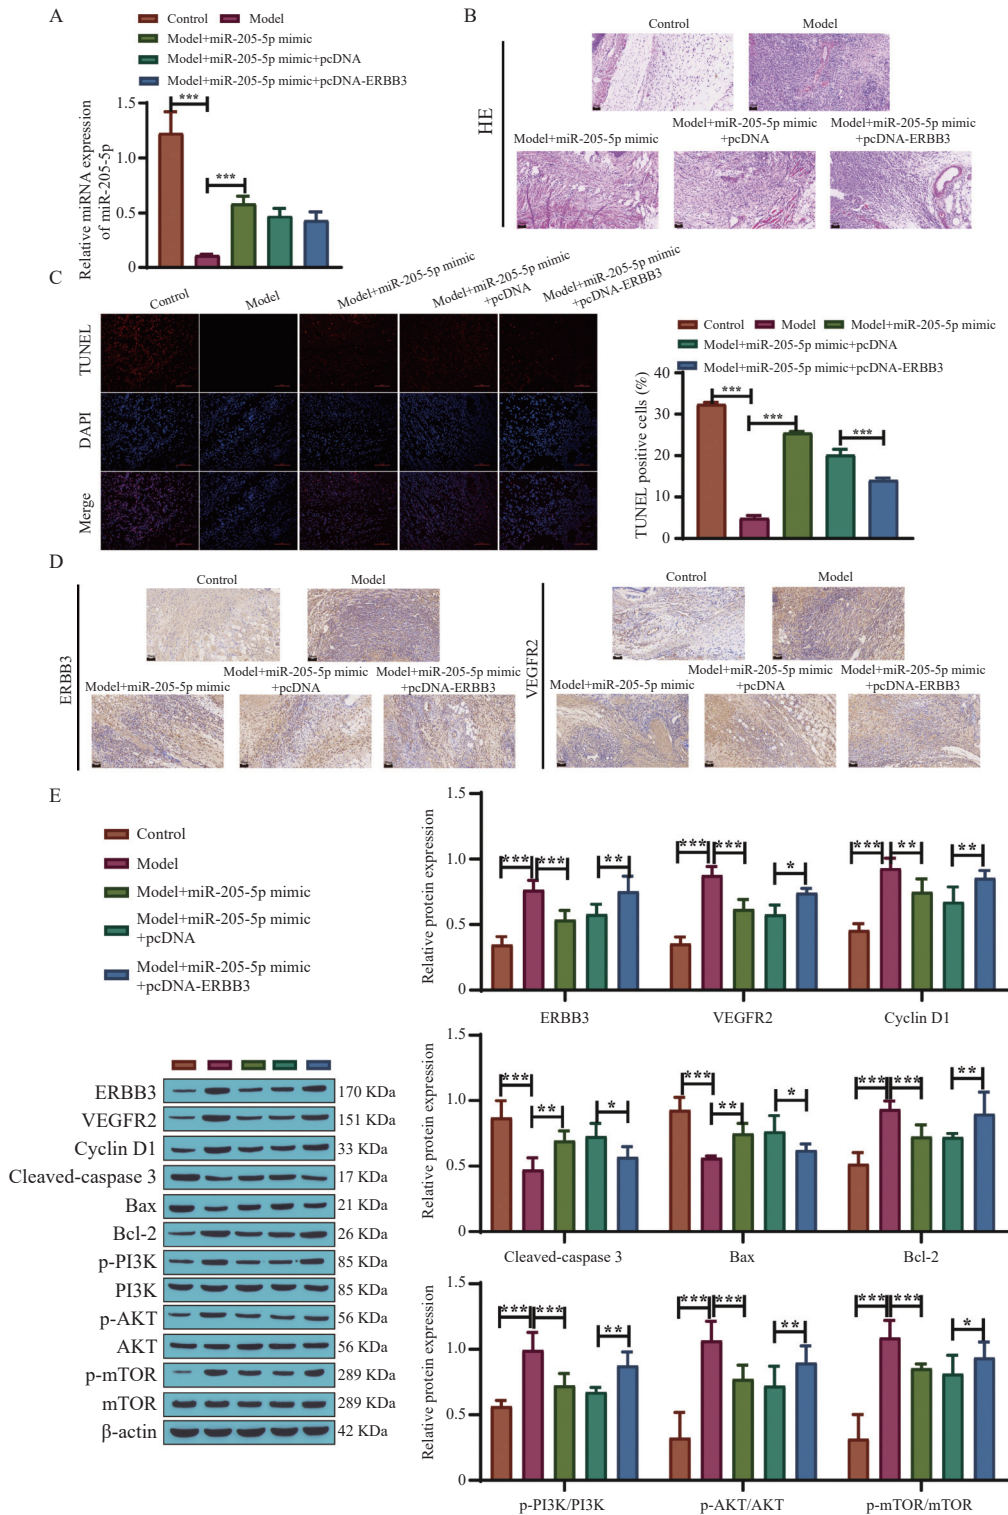 A
Control
Model
Model+miR-205-5p mimic
Model+miR-205-5p mimic+pcDNA
Model+miR-205-5p mimic+pcDNA-ERBB3
Relative miRNA expression
of miR-205-5p
1.5
1.0
0.5
0
***
***
B
HE
Control
Model
Model+miR-205-5p mimic
Model+miR-205-5p mimic
+pcDNA
Model+miR-205-5p mimic
+pcDNA-ERBB3
C
Control
Model
Model+miR-205-5p mimic
Model+miR-205-5p mimic
+pcDNA
Model+miR-205-5p mimic
+pcDNA-ERBB3
TUNEL
DAPI
Merge
Control
Model
Model+miR-205-5p mimic
Model+miR-205-5p mimic+pcDNA
Model+miR-205-5p mimic+pcDNA-ERBB3
TUNEL positive cells (%)
40
30
20
10
0
***
***
***
D
ERBB3
Control
Model
Model+miR-205-5p mimic
Model+miR-205-5p mimic
+pcDNA
Model+miR-205-5p mimic
+pcDNA-ERBB3
VEGFR2
Control
Model
Model+miR-205-5p mimic
Model+miR-205-5p mimic
+pcDNA
Model+miR-205-5p mimic
+pcDNA-ERBB3
E
Control
Model
Model+miR-205-5p mimic
Model+miR-205-5p mimic
+pcDNA
Model+miR-205-5p mimic
+pcDNA-ERBB3
ERBB3 170 KDa
VEGFR2 151 KDa
Cyclin D1 33 KDa
Cleaved-caspase 3 17 KDa
Bax 21 KDa
Bcl-2 26 KDa
p-PI3K 85 KDa
PI3K 85 KDa
p-AKT 56 KDa
AKT 56 KDa
p-mTOR 289 KDa
mTOR 289 KDa
β-actin 42 KDa
Relative protein expression
1.5
1.0
0.5
0
*** *** ** *** *** * *** ** **
ERBB3 VEGFR2 Cyclin D1
Relative protein expression
1.5
1.0
0.5
0
*** ** * *** ** * *** *** **
Cleaved-caspase 3 Bax Bcl-2
Relative protein expression
1.5
1.0
0.5
0
*** *** ** *** *** ** *** *** *
p-PI3K/PI3K p-AKT/AKT p-mTOR/mTOR